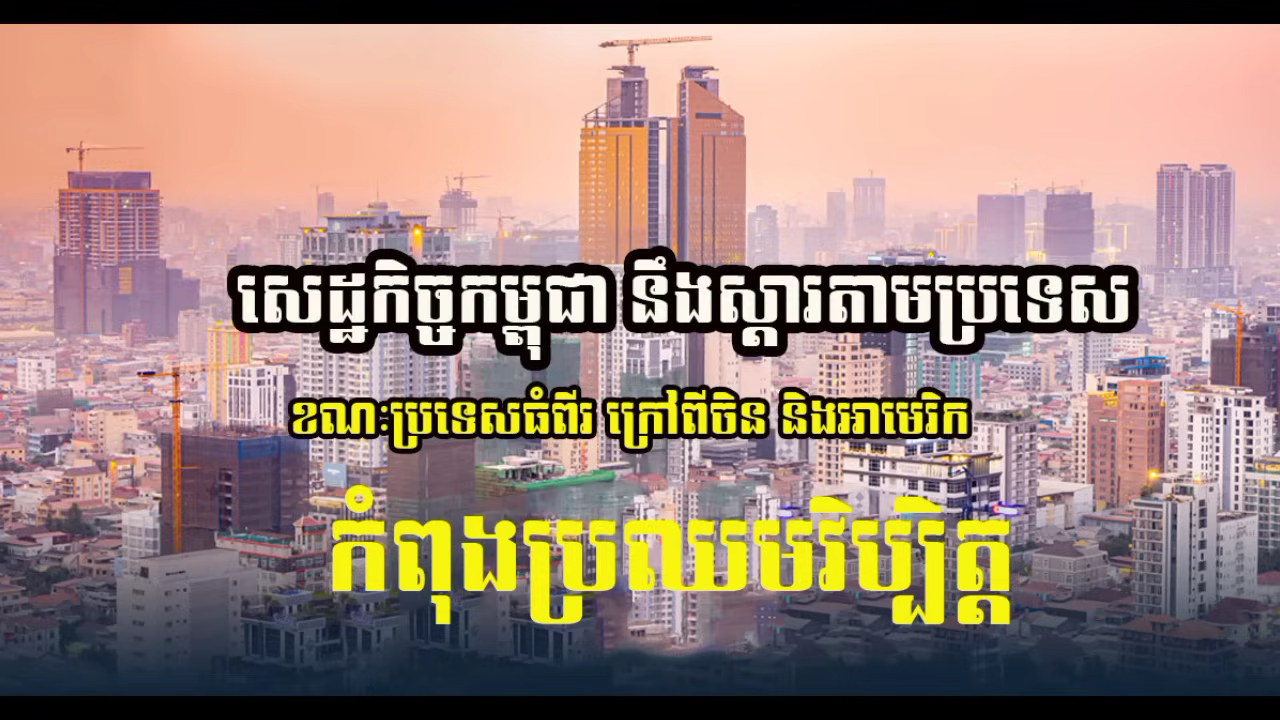 សេដ្ឋកិច្ចកម្ពុជា នឹងស្ដារតាមប្រទេស
ខណៈប្រទេសធំពីរ ក្រៅពីចិន និងអាមេរិក
កំពុងប្រឈមវិប្បិត្ត